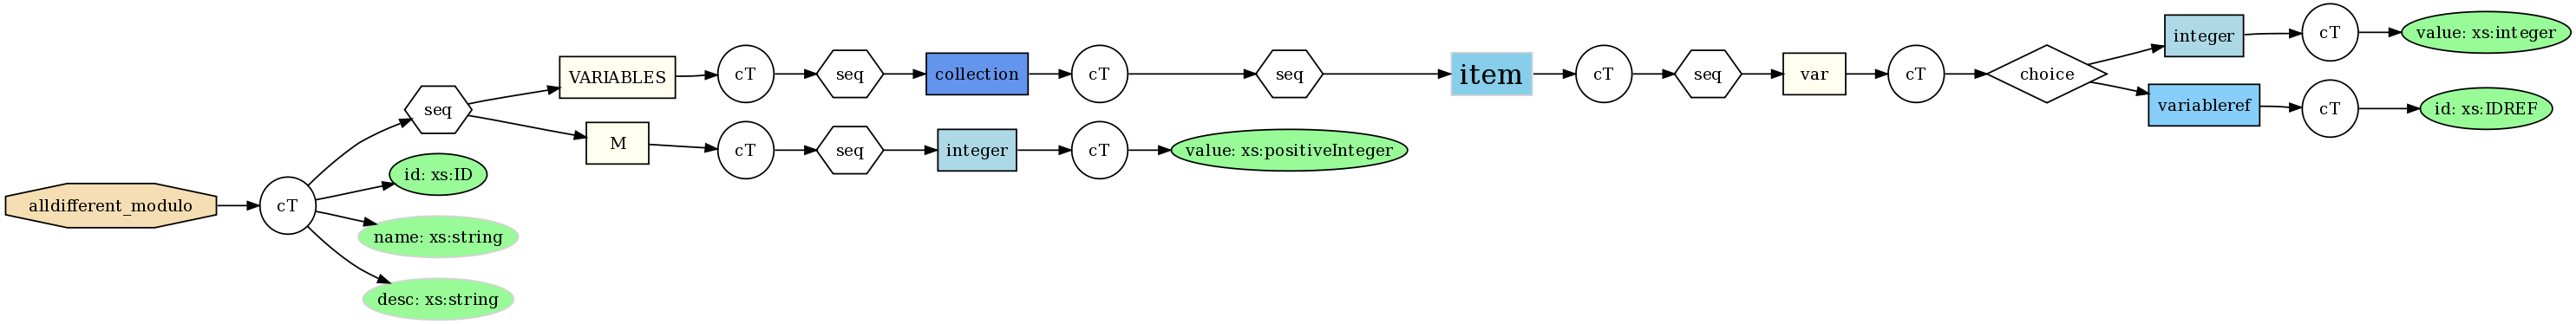 alldifferent_modulo
cT
seq
id: xs:ID
name: xs:string
desc: xs:string
VARIABLES
cT
seq
collection
cT
seq
item
cT
seq
var
cT
choice
integer
cT
value: xs:integer
variableref
cT
id: xs:IDREF
M
cT
seq
integer
cT
value: xs:positiveInteger